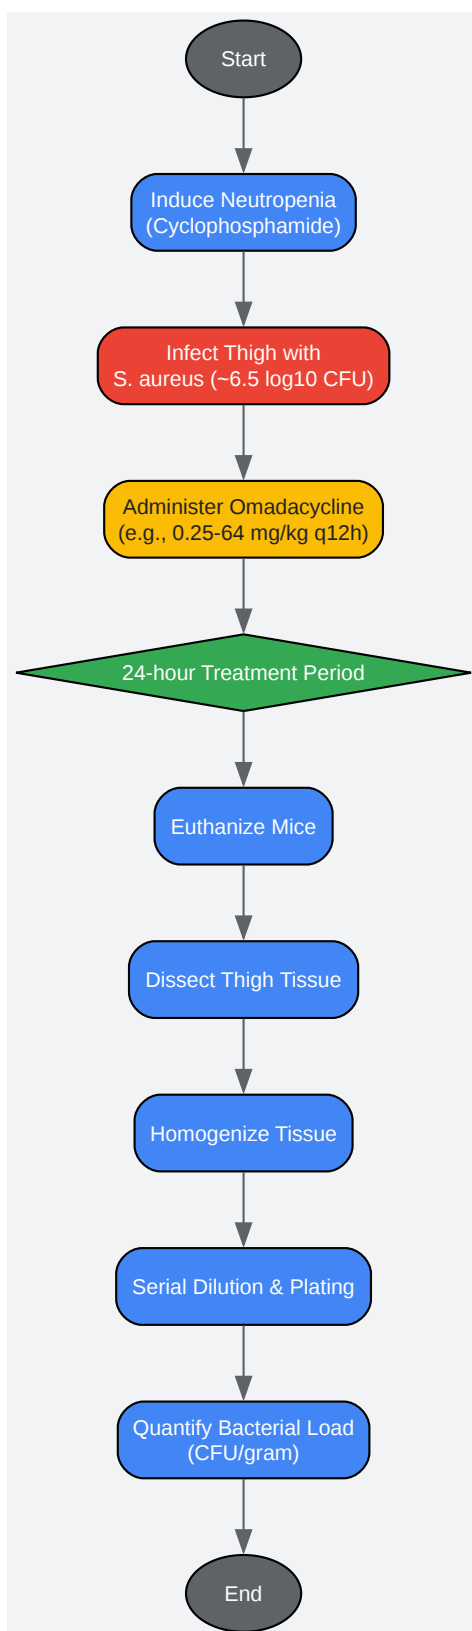 Start
Induce Neutropenia
(Cyclophosphamide)
Infect Thigh with
S. aureus (~6.5 log10 CFU)
Administer Omadacycline
(e.g., 0.25-64 mg/kg q12h)
24-hour Treatment Period
Euthanize Mice
Dissect Thigh Tissue
Homogenize Tissue
Serial Dilution & Plating
Quantify Bacterial Load
(CFU/gram)
End